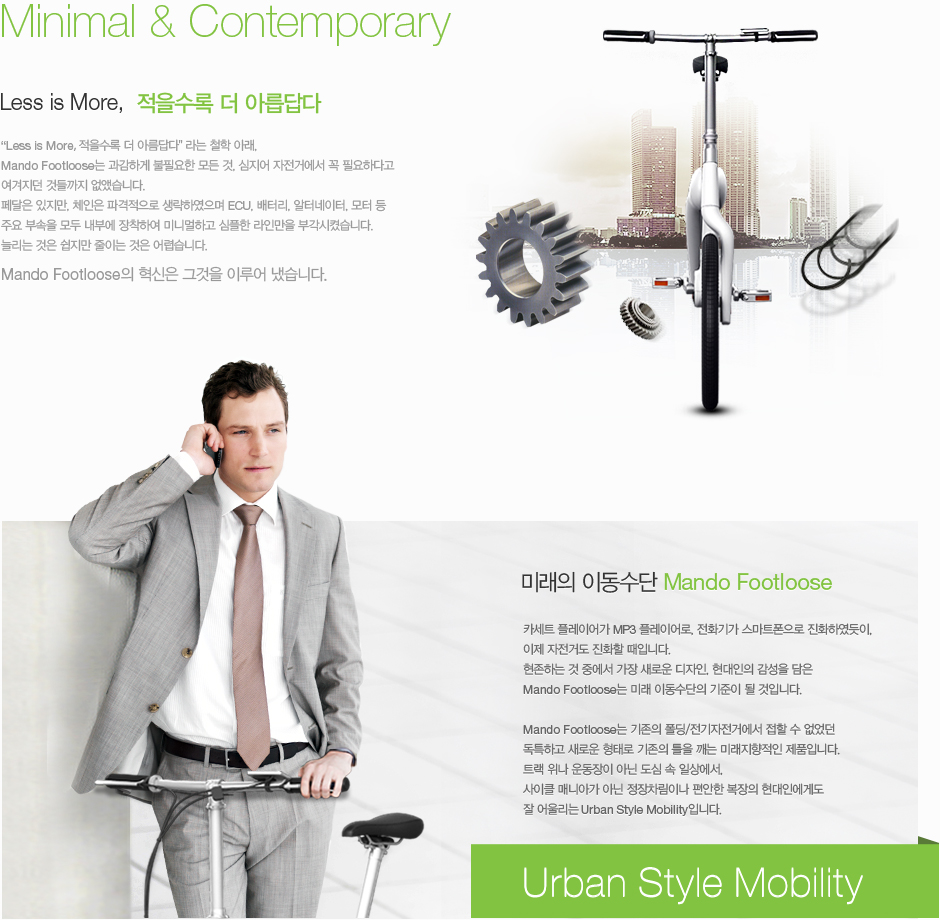 Minimal & Contemporary
Less is More, 적을수록 더 아릅답다
“Less is More, 적을수록 더 아름답다” 라는 철학 아래,
Mando Footloose는 과감하게 불필요한 모든 것, 심지어 자전거에서 꼭 필요하다고
여겨지던 것들까지 없앴습니다.
페달은 있지만, 체인은 파격적으로 생략하였으며 ECU, 배터리, 알터네이터, 모터 등
주요 부속을 모두 내부에 장착하여 미니멀하고 심플한 라인만을 부각시켰습니다.
늘리는 것은 쉽지만 줄이는 것은 어렵습니다.
Mando Footloose의 혁신은 그것을 이루어 냈습니다.
미래의 이동수단 Mando Footloose
카세트 플레이어가 MP3 플레이어로, 전화기가 스마트폰으로 진화하였듯이,
이제 자전거도 진화할 때입니다.
현존하는 것 중에서 가장 새로운 디자인, 현대인의 감성을 담은
Mando Footloose는 미래 이동수단의 기준이 될 것입니다.
Mando Footloose는 기존의 폴딩/전기자전거에서 접할 수 없었던
독특하고 새로운 형태로 기존의 틀을 깨는 미래지향적인 제품입니다.
트랙 위나 운동장이 아닌 도심 속 일상에서,
사이클 매니아가 아닌 정장차림이나 편안한 복장의 현대인에게도
잘 어울리는 Urban Style Mobility입니다.
Urban Style Mobility